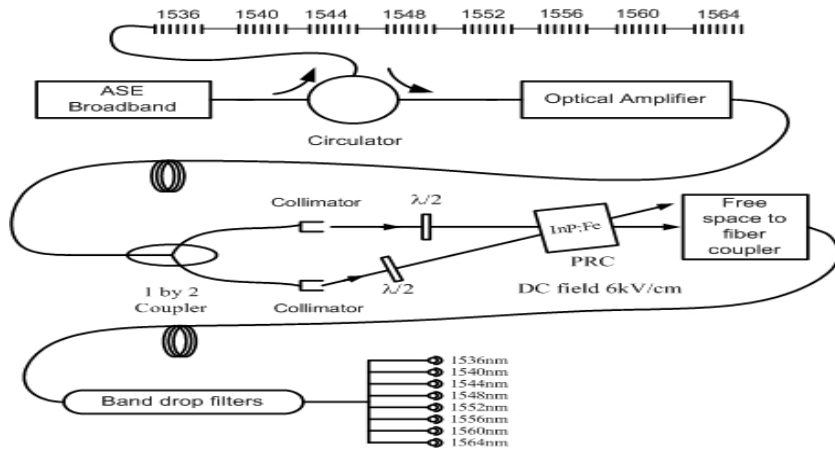 1536 1540 1544 1548 1552 1556 1560 1564
ASE
Broadband
Optical Amplifier
Circulator
Collimator
λ/2
InP:Fe
Free
space to
fiber
coupler
PRC
λ/2
1 by 2
Coupler
Collimator
DC field 6kV/cm
Band drop filters
1536nm
1540nm
1544nm
1548nm
1552nm
1556nm
1560nm
1564nm